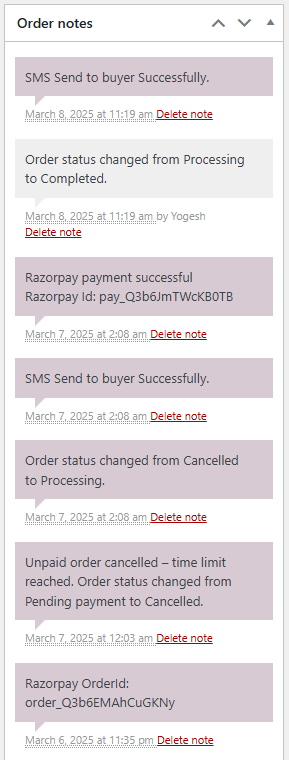 Order notes
SMS Send to buyer Successfully.
March 8, 2025 at 11:19 am Delete note
Order status changed from Processing
to Completed.
March 8, 2025 at 11:19 am by Yogesh
Delete note
Razorpay payment successful
Razorpay Id: pay_Q3b6JmTWcKB0TB
March 7, 2025 at 2:08 am Delete note
SMS Send to buyer Successfully.
March 7, 2025 at 2:08 am Delete note
Order status changed from Cancelled
to Processing.
March 7, 2025 at 2:08 am Delete note
Unpaid order cancelled – time limit
reached. Order status changed from
Pending payment to Cancelled.
March 7, 2025 at 12:03 am Delete note
Razorpay OrderId:
order_Q3b6EMAhCuGKNy
March 6, 2025 at 11:35 pm Delete note